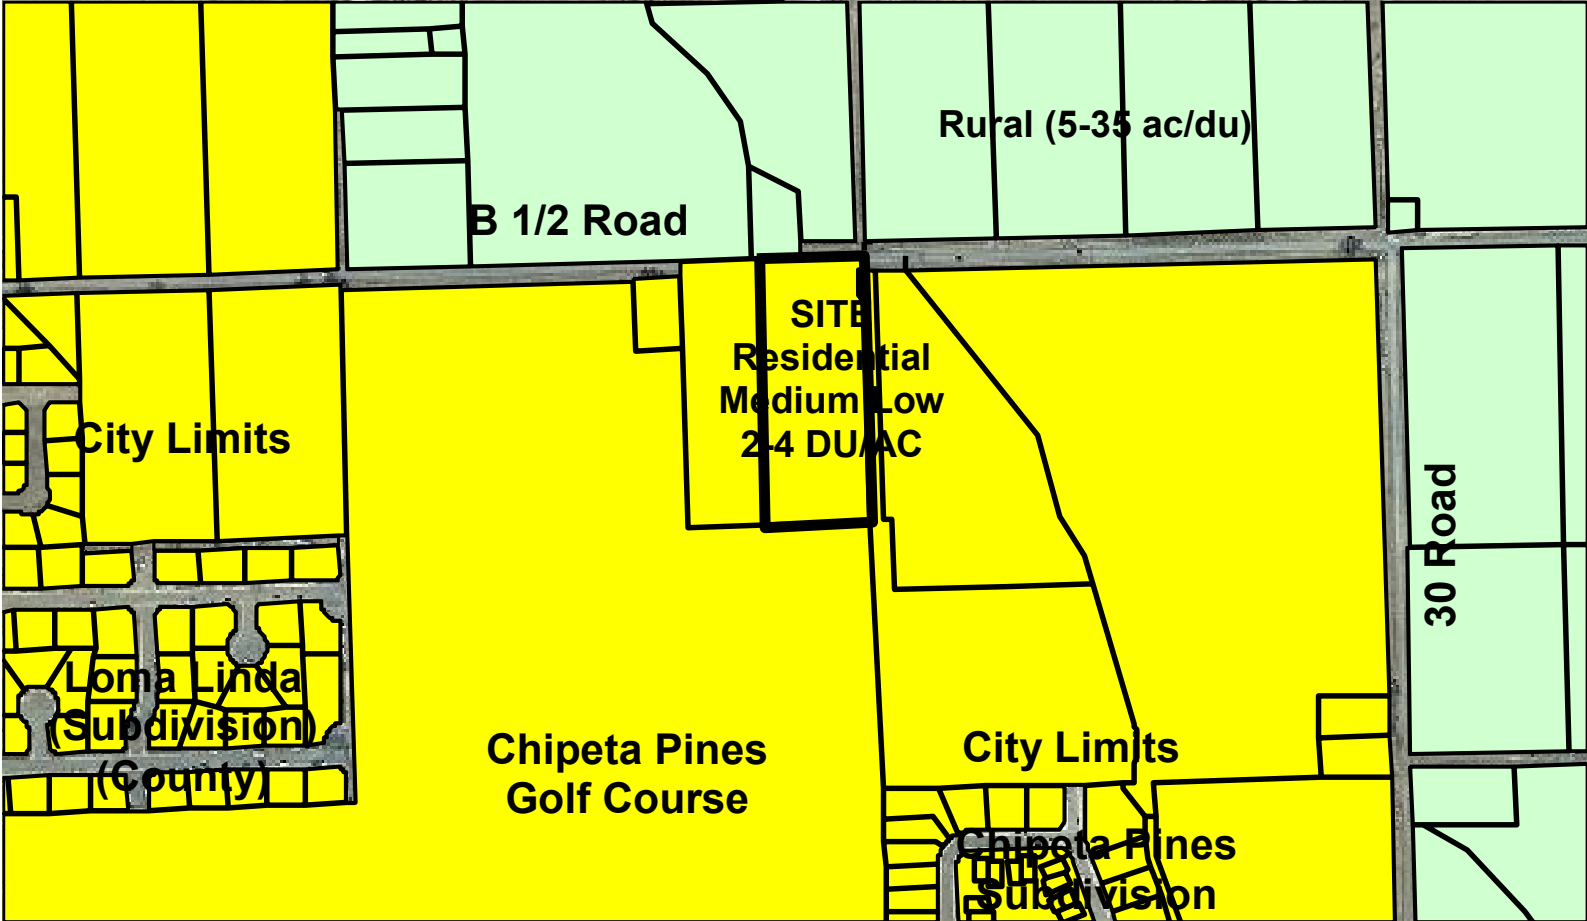 Rural (5-35 ac/du)
B 1/2 Road
SITE
Residential
Medium Low
2-4 DU/AC
City Limits
30 Road
Loma Linda
(Subdivision)
(County)
Chipeta Pines
Golf Course
City Limits
Chipeta Pines
Subdivision